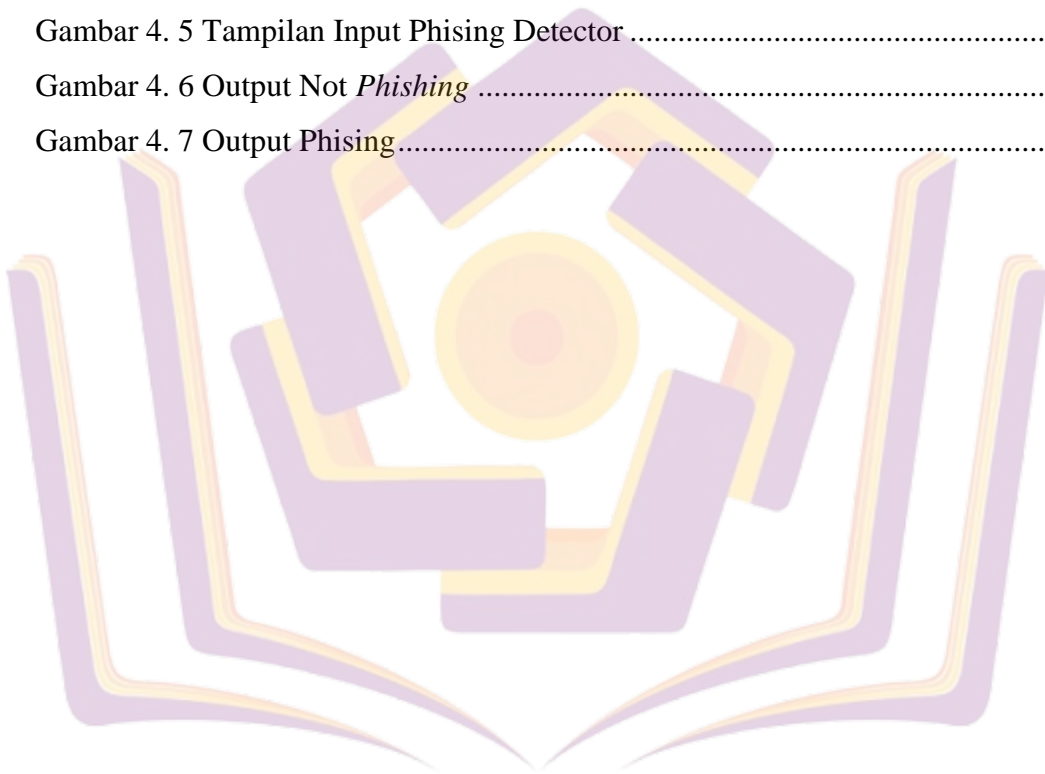 Gambar 4. 5 Tampilan Input Phising Detector ....................................................
Gambar 4. 6 Output Not Phishing .......................................................................
Gambar 4. 7 Output Phising.................................................................................